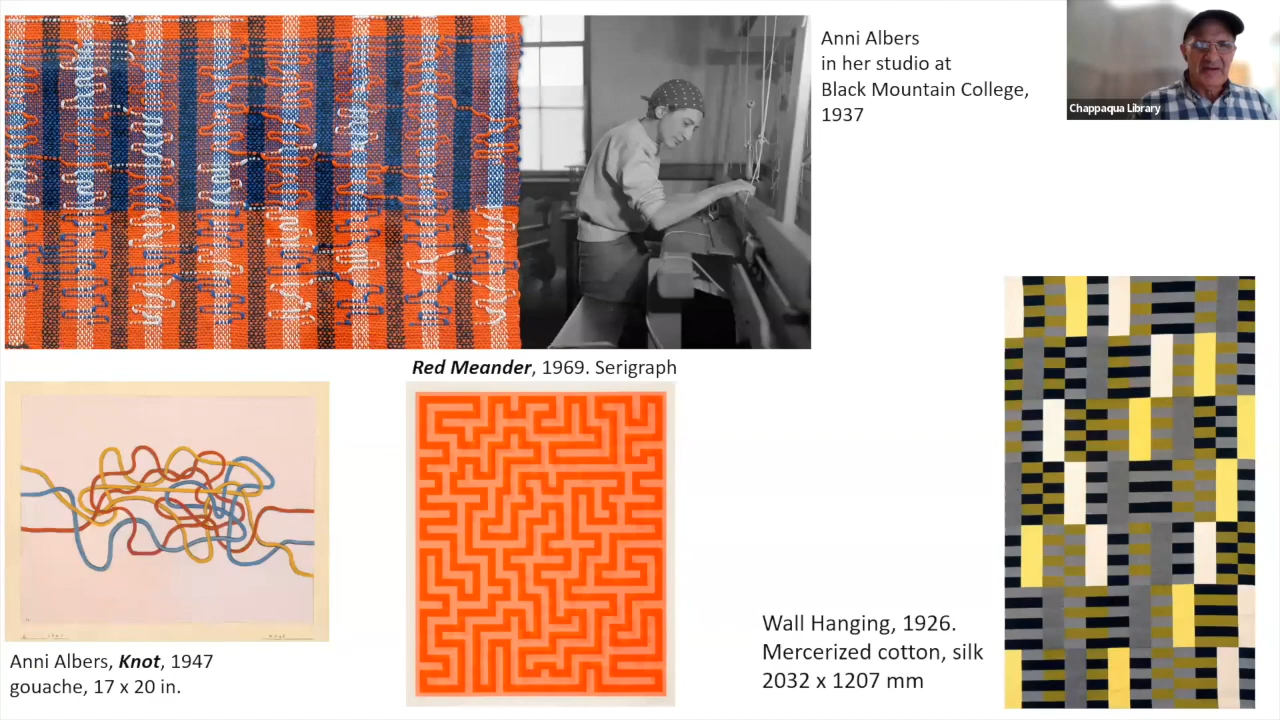 Anni Albers
in her studio at
Black Mountain College,
1937
Chappaqua Library
Red Meander, 1969. Serigraph
Anni Albers, Knot, 1947
gouache, 17 x 20 in.
Wall Hanging, 1926.
Mercerized cotton, silk
2032 x 1207 mm